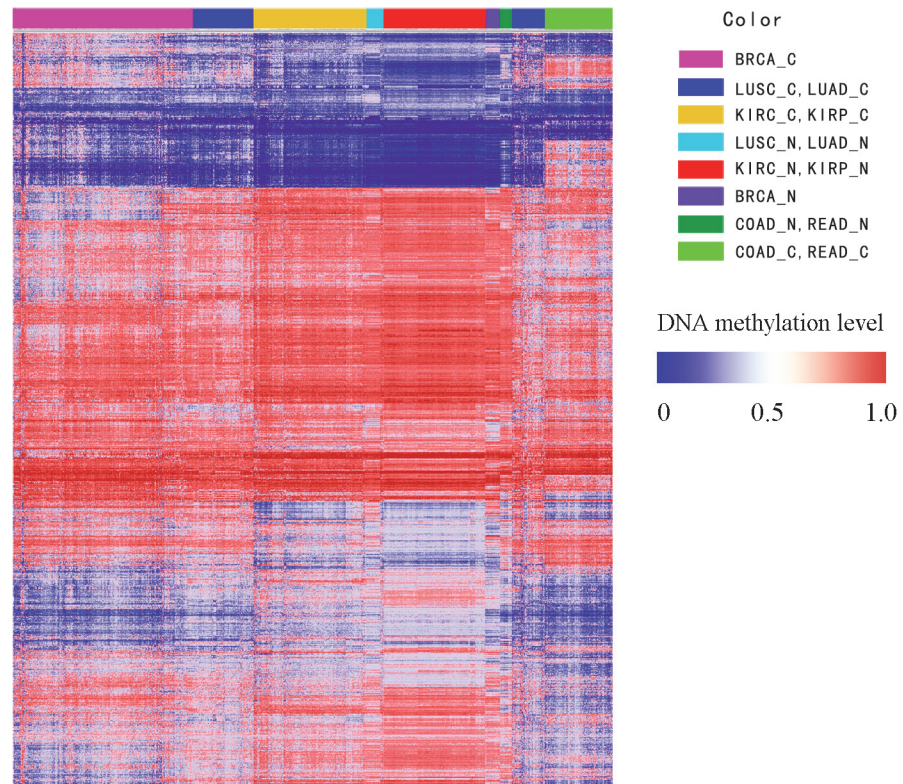 Color
BRCA_C
LUSC_C, LUAD_C
KIRC_C, KIRP_C
LUSC_N, LUAD_N
KIRC_N, KIRP_N
BRCA_N
COAD_N, READ_N
COAD_C, READ_C
DNA methylation level
0 0.5 1.0